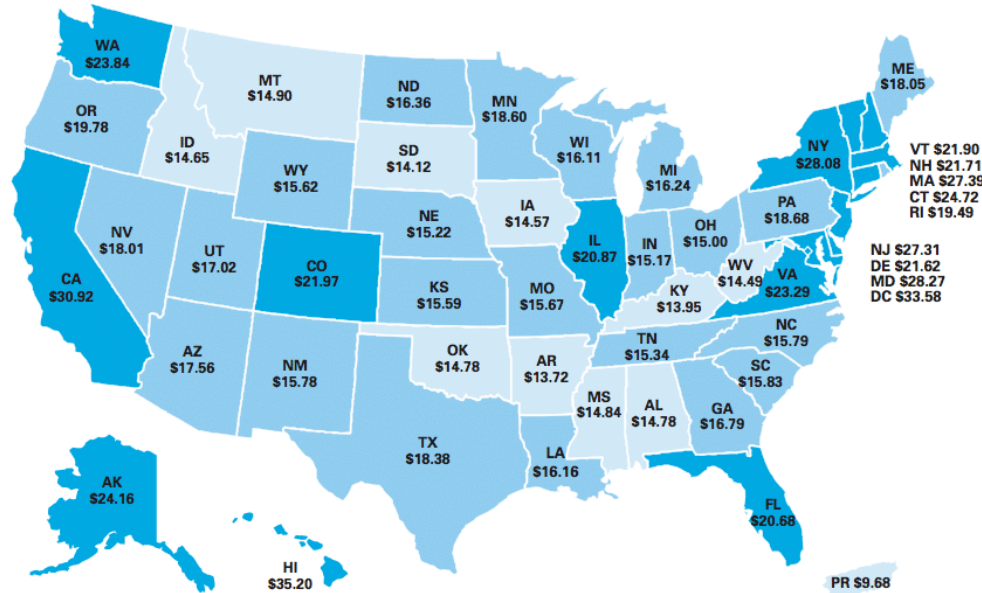 WA
$23.84
MT
$14.90
ND
$16.36
MN
$18.60
ME
$18.05
OR
$19.78
ID
$14.65
SD
$14.12
WI
$16.11
MI
$16.24
NY
$28.08
VT $21.90
NH $21.71
MA $27.39
CT $24.72
RI $19.49
WY
$15.62
IA
$14.57
NE
$15.22
PA
$18.68
NV
$18.01
UT
$17.02
CO
$21.97
IL
$20.87
IN
$15.17
OH
$15.00
NJ $27.31
DE $21.62
MD $28.27
DC $33.58
CA
$30.92
KS
$15.59
MO
$15.67
KY
$13.95
WV
$14.49
VA
$23.29
AZ
$17.56
NM
$15.78
OK
$14.78
AR
$13.72
TN
$15.34
NC
$15.79
SC
$15.83
MS
$14.84
AL
$14.78
GA
$16.79
TX
$18.38
LA
$16.16
FL
$20.68
AK
$24.16
HI
$35.20
PR $9.68